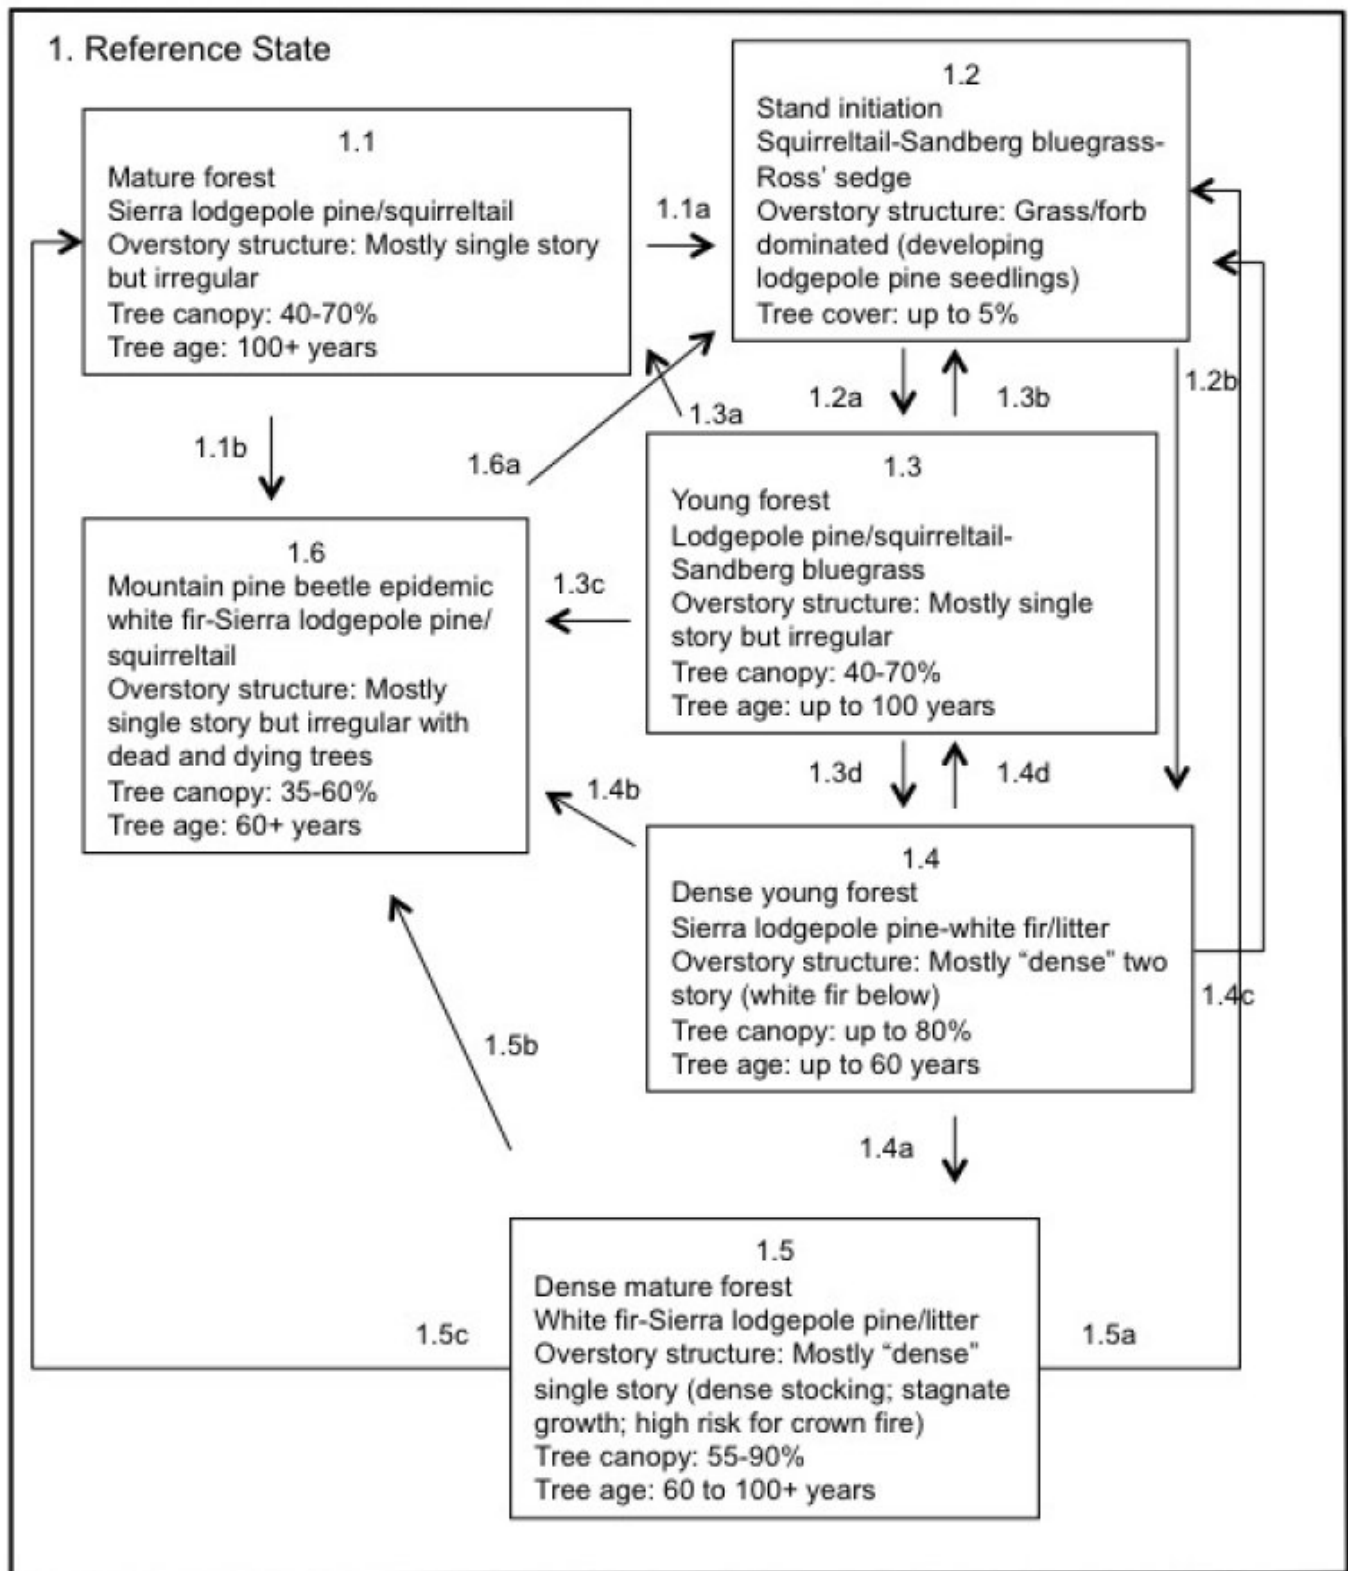 1. Reference State
1.1
Mature forest
Sierra lodgepole pine/squirreltail
Overstory structure: Mostly single story
but irregular
Tree canopy: 40-70%
Tree age: 100+ years
1.1a
1.2
Stand initiation
Squirreltail-Sandberg bluegrass-
Ross’ sedge
Overstory structure: Grass/forb
dominated (developing
lodgepole pine seedlings)
Tree cover: up to 5%
1.1b
1.6a
1.3a
1.2a
1.3b
1.2b
1.6
Mountain pine beetle epidemic
white fir-Sierra lodgepole pine/
squirreltail
Overstory structure: Mostly
single story but irregular with
dead and dying trees
Tree canopy: 35-60%
Tree age: 60+ years
1.3c
1.3
Young forest
Lodgepole pine/squirreltail-
Sandberg bluegrass
Overstory structure: Mostly single
story but irregular
Tree canopy: 40-70%
Tree age: up to 100 years
1.4b
1.3d
1.4d
1.4
Dense young forest
Sierra lodgepole pine-white fir/litter
Overstory structure: Mostly “dense” two
story (white fir below)
Tree canopy: up to 80%
Tree age: up to 60 years
1.4c
1.5b
1.4a
1.5
Dense mature forest
White fir-Sierra lodgepole pine/litter
Overstory structure: Mostly “dense”
single story (dense stocking; stagnate
growth; high risk for crown fire)
Tree canopy: 55-90%
Tree age: 60 to 100+ years
1.5c
1.5a